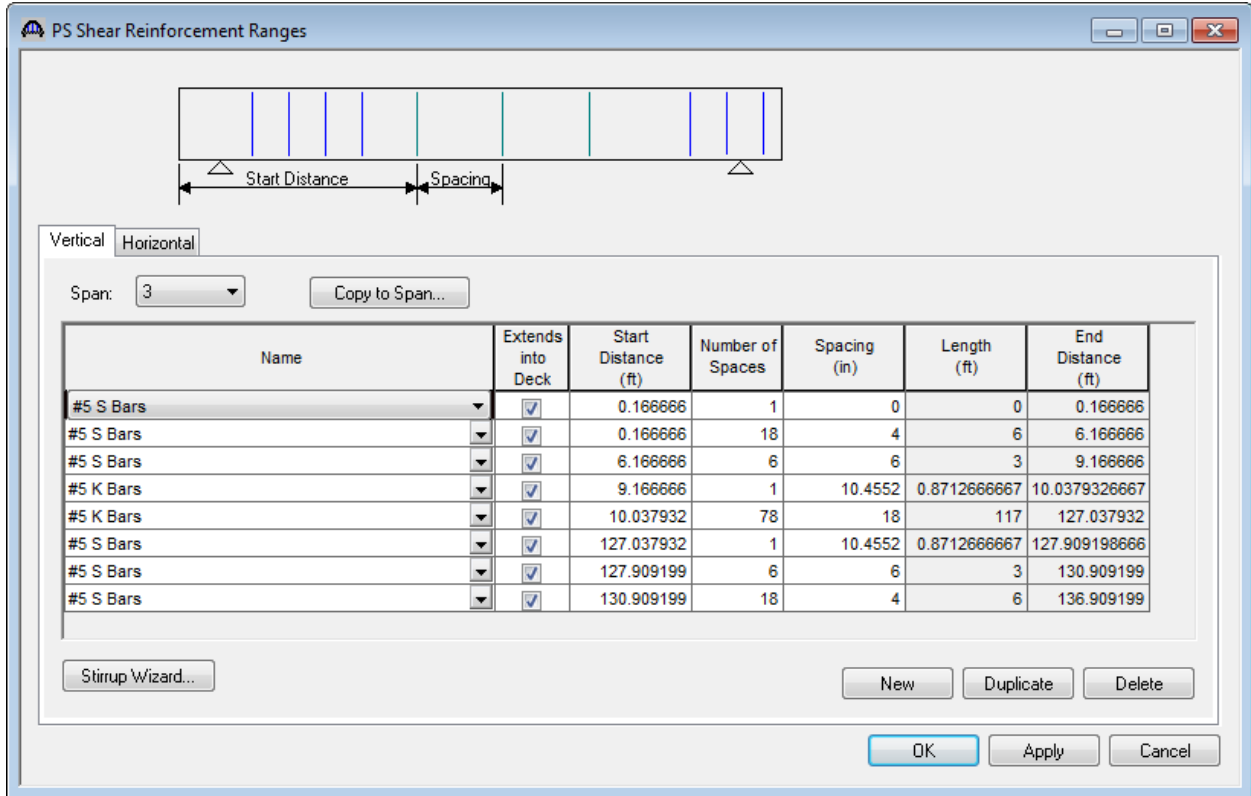 PS Shear Reinforcement Ranges
Start Distance Spacing
Vertical Horizontal
Span: 3 Copy to Span...
Name Extends into Deck Start Distance (ft) Number of Spaces Spacing (in) Length (ft) End Distance (ft)
#5 S Bars 0.166666 1 0 0 0.166666
#5 S Bars 0.166666 18 4 6 6.166666
#5 S Bars 6.166666 6 6 3 9.166666
#5 K Bars 9.166666 1 10.4552 0.8712666667 10.0379326667
#5 K Bars 10.037932 78 18 117 127.037932
#5 S Bars 127.037932 1 10.4552 0.8712666667 127.909198666
#5 S Bars 127.909199 6 6 3 130.909199
#5 S Bars 130.909199 18 4 6 136.909199
Stirrup Wizard... New Duplicate Delete
OK Apply Cancel